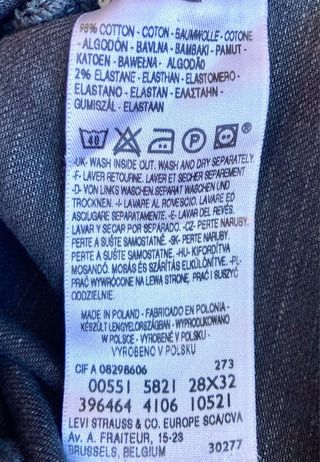 98% COTTON - COTON - BAUMWOLLE - COTONE
- ALGODÓN - BAVLNA - BAMBAKI - PAMUT -
KATOEN - BAWEŁNA - ALGODÃO
2% ELASTANE - ELASTHAN - ELASTOMERO -
ELASTANO - ELASTAN - ΕΛΑΣΤΑΗΝ -
GUMISZÁL - ELASTAAN
40
P
-UK- WASH INSIDE OUT. WASH AND DRY SEPARATELY.
-F- LAVER RETOURNE. LAVER ET SECHER SEPAREMENT
-D- VON LINKS WASCHEN.SEPARAT WASCHEN UND
TROCKNEN. -I- LAVARE AL ROVESCIO. LAVARE ED
ASCIUGARE SEPARATAMENTE. -E- LAVAR DEL REVÉS.
LAVAR Y SECAR POR SEPARADO. -CZ- PERTE NARUBY.
PERTE A SUŠTE SAMOSTATNĚ. -SK- PERTE NARUBY.
PERTE A SUŠTE SAMOSTATNE. -HU- KIFORDÍTVA
MOSANDÓ. MOSÁS ÉS SZÁRÍTÁS ELKÜLÖNÍTVE. -PL-
PRAĆ WYWRÓCONE NA LEWĄ STRONĘ. PRAĆ I SUSZYĆ
ODDZIELNIE.
MADE IN POLAND - FABRICADO EN POLONIA -
KÉSZÜLT LENGYELORSZÁGBAN - WYPRODUKOWANO
W POLSCE - VYROBENÉ V POĽSKU -
VYROBENO V POLSKU
CIF A 08298606 273
00551 5821 28X32
396464 4106 10521
LEVI STRAUSS & CO. EUROPE SCA/CVA
Av. A. FRAITEUR, 15-23
BRUSSELS, BELGIUM 30277